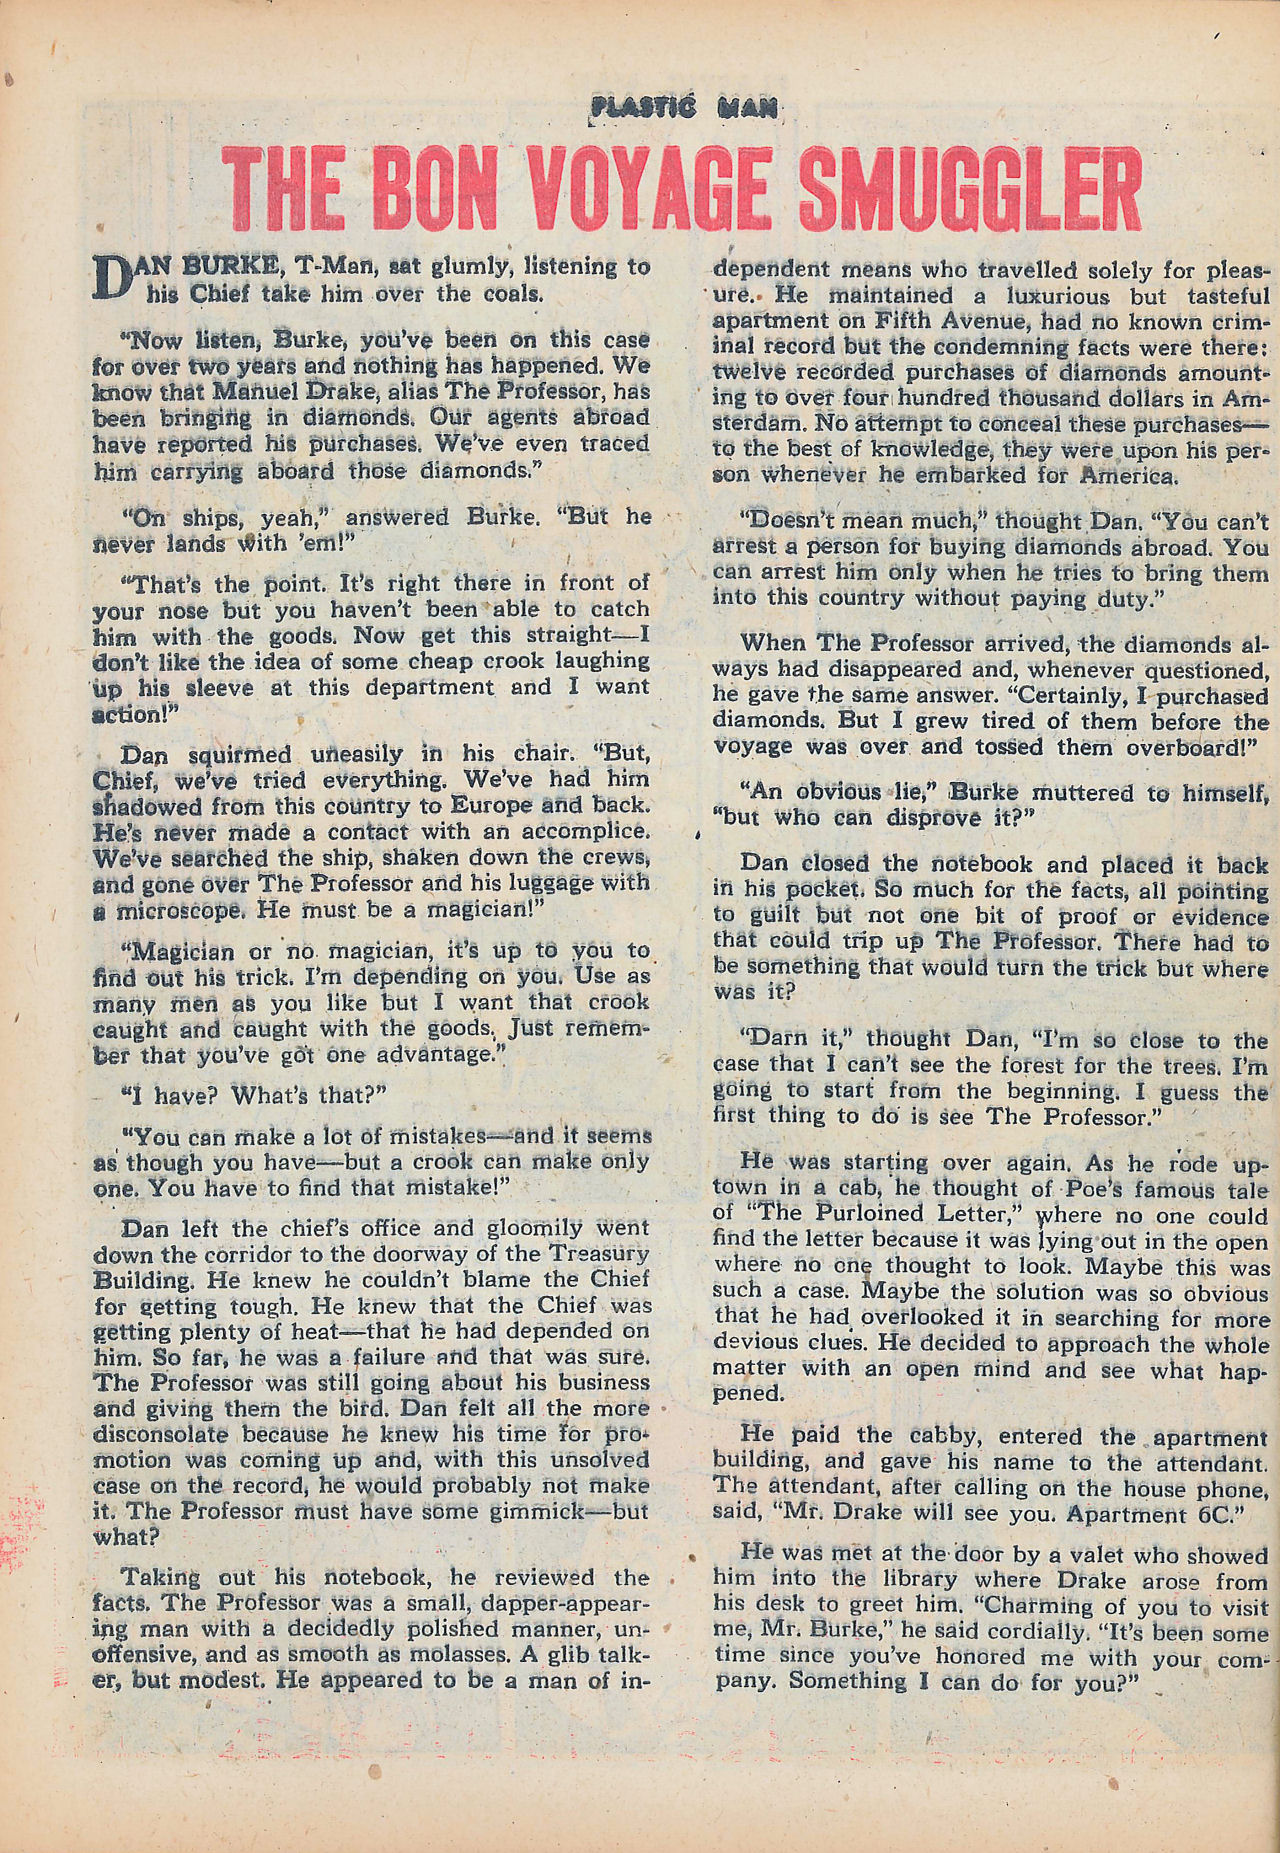 PLASTIC MAN
THE BON VOYAGE SMUGGLER
DAN BURKE, T-Man, sat glumly, listening to
his Chief take him over the coals.
“Now listen, Burke, you’ve been on this case
for over two years and nothing has happened. We
know that Manuel Drake, alias The Professor, has
been bringing in diamonds. Our agents abroad
have reported his purchases. We’ve even traced
him carrying aboard those diamonds.”
“On ships, yeah,” answered Burke. “But he
never lands with ’em!”
“That’s the point. It’s right there in front of
your nose but you haven’t been able to catch
him with the goods. Now get this straight—I
don’t like the idea of some cheap crook laughing
up his sleeve at this department and I want
action!”
Dan squirmed uneasily in his chair. “But,
Chief, we’ve tried everything. We’ve had him
shadowed from this country to Europe and back.
He’s never made a contact with an accomplice.
We’ve searched the ship, shaken down the crews,
and gone over The Professor and his luggage with
a microscope. He must be a magician!”
“Magician or no magician, it’s up to you to
find out his trick. I’m depending on you. Use as
many men as you like but I want that crook
caught and caught with the goods. Just remem-
ber that you’ve got one advantage.”
“I have? What’s that?”
“You can make a lot of mistakes—and it seems
as though you have—but a crook can make only
one. You have to find that mistake!”
Dan left the chief’s office and gloomily went
down the corridor to the doorway of the Treasury
Building. He knew he couldn’t blame the Chief
for getting tough. He knew that the Chief was
getting plenty of heat—that he had depended on
him. So far, he was a failure and that was sure.
The Professor was still going about his business
and giving them the bird. Dan felt all the more
disconsolate because he knew his time for pro-
motion was coming up and, with this unsolved
case on the record, he would probably not make
it. The Professor must have some gimmick—but
what?
Taking out his notebook, he reviewed the
facts. The Professor was a small, dapper-appear-
ing man with a decidedly polished manner, un-
offensive, and as smooth as molasses. A glib talk-
er, but modest. He appeared to be a man of in-
dependent means who travelled solely for pleas-
ure. He maintained a luxurious but tasteful
apartment on Fifth Avenue, had no known crim-
inal record but the condemning facts were there:
twelve recorded purchases of diamonds amount-
ing to over four hundred thousand dollars in Am-
sterdam. No attempt to conceal these purchases—
to the best of knowledge, they were upon his per-
son whenever he embarked for America.
“Doesn’t mean much,” thought Dan. “You can’t
arrest a person for buying diamonds abroad. You
can arrest him only when he tries to bring them
into this country without paying duty.”
When The Professor arrived, the diamonds al-
ways had disappeared and, whenever questioned,
he gave the same answer. “Certainly, I purchased
diamonds. But I grew tired of them before the
voyage was over and tossed them overboard!”
“An obvious lie,” Burke muttered to himself,
“but who can disprove it?”
Dan closed the notebook and placed it back
in his pocket. So much for the facts, all pointing
to guilt but not one bit of proof or evidence
that could trip up The Professor. There had to
be something that would turn the trick but where
was it?
“Darn it,” thought Dan, “I’m so close to the
case that I can’t see the forest for the trees. I’m
going to start from the beginning. I guess the
first thing to do is see The Professor.”
He was starting over again. As he rode up-
town in a cab, he thought of Poe’s famous tale
of “The Purloined Letter,” where no one could
find the letter because it was lying out in the open
where no one thought to look. Maybe this was
such a case. Maybe the solution was so obvious
that he had overlooked it in searching for more
devious clues. He decided to approach the whole
matter with an open mind and see what hap-
pened.
He paid the cabby, entered the apartment
building, and gave his name to the attendant.
The attendant, after calling on the house phone,
said, “Mr. Drake will see you. Apartment 6C.”
He was met at the door by a valet who showed
him into the library where Drake arose from
his desk to greet him. “Charming of you to visit
me, Mr. Burke,” he said cordially. “It’s been some
time since you’ve honored me with your com-
pany. Something I can do for you?”